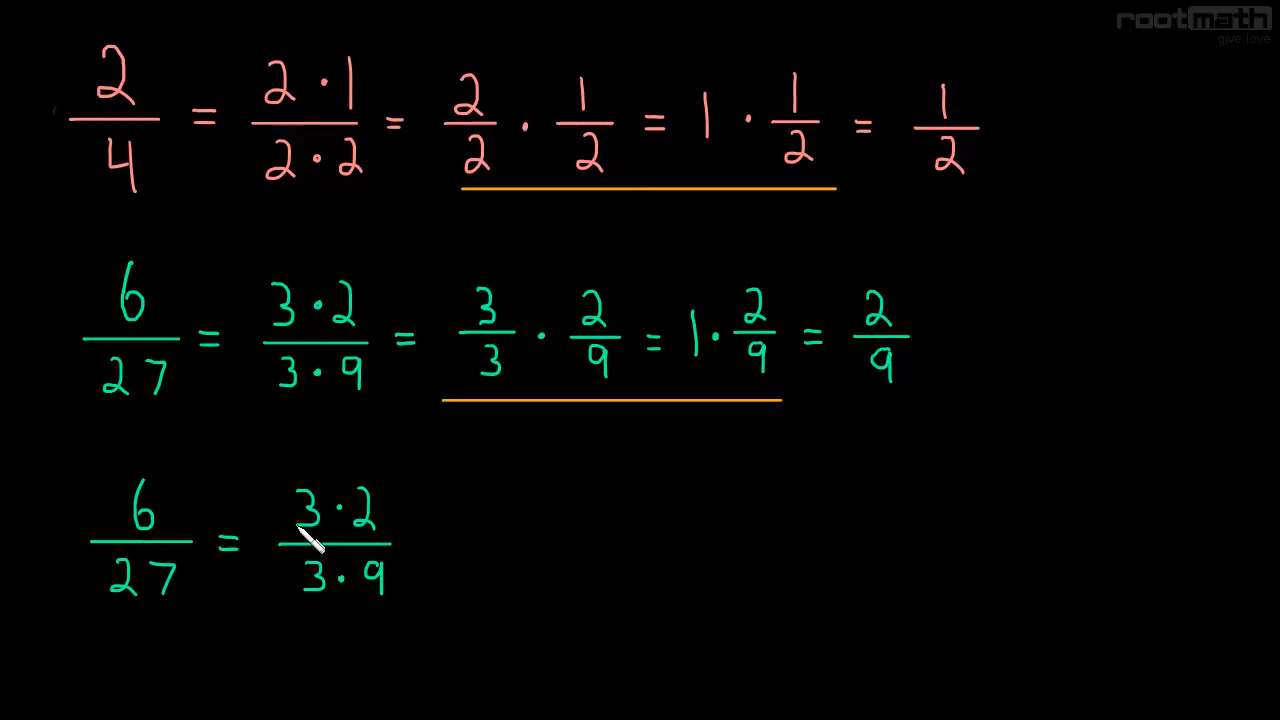 rootmath
give love
2/4 = 2·1/2·2 = 2/2 · 1/2 = 1 · 1/2 = 1/2
6/27 = 3·2/3·9 = 3/3 · 2/9 = 1 · 2/9 = 2/9
6/27 = 3·2/3·9